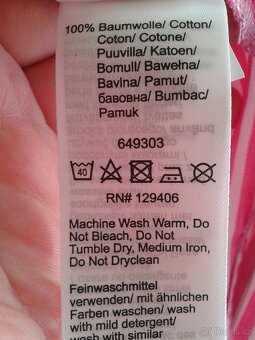 100% Baumwolle/ Cotton/
Coton/ Cotone/
Puuvilla/ Katoen/
Bomull/ Bawełna/
Bavlna/ Pamut/
бавовна/ Bumbac/
Pamuk
649303
40
RN# 129406
Machine Wash Warm, Do
Not Bleach, Do Not
Tumble Dry, Medium Iron,
Do Not Dryclean
Feinwaschmittel
verwenden/ mit ähnlichen
Farben waschen/ wash
with mild detergent/
wash with similar